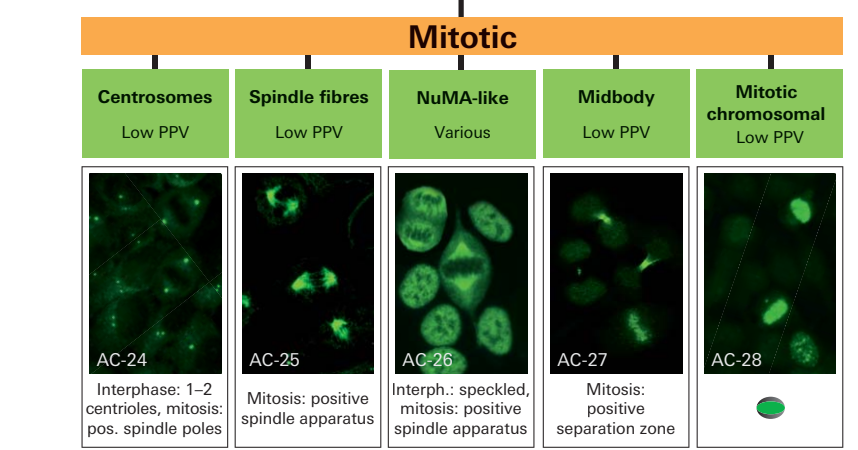 Mitotic
Centrosomes
Low PPV
Spindle fibres
Low PPV
NuMA-like
Various
Midbody
Low PPV
Mitotic
chromosomal
Low PPV
AC-24
AC-25
AC-26
AC-27
AC-28
Interphase: 1–2
centrioles, mitosis:
pos. spindle poles
Mitosis: positive
spindle apparatus
Interph.: speckled,
mitosis: positive
spindle apparatus
Mitosis:
positive
separation zone